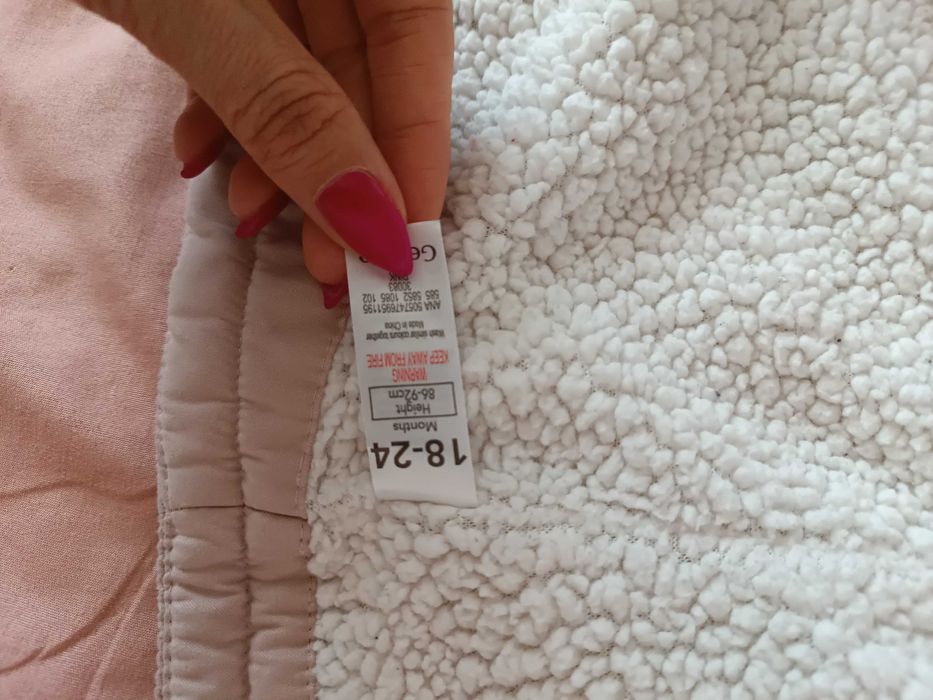 18-24
Months
Height
86-92cm
WARNING
KEEP AWAY FROM FIRE
Wash similar colours together
Made in China
ANA 5057476951195
585 5852 1085 102
30083